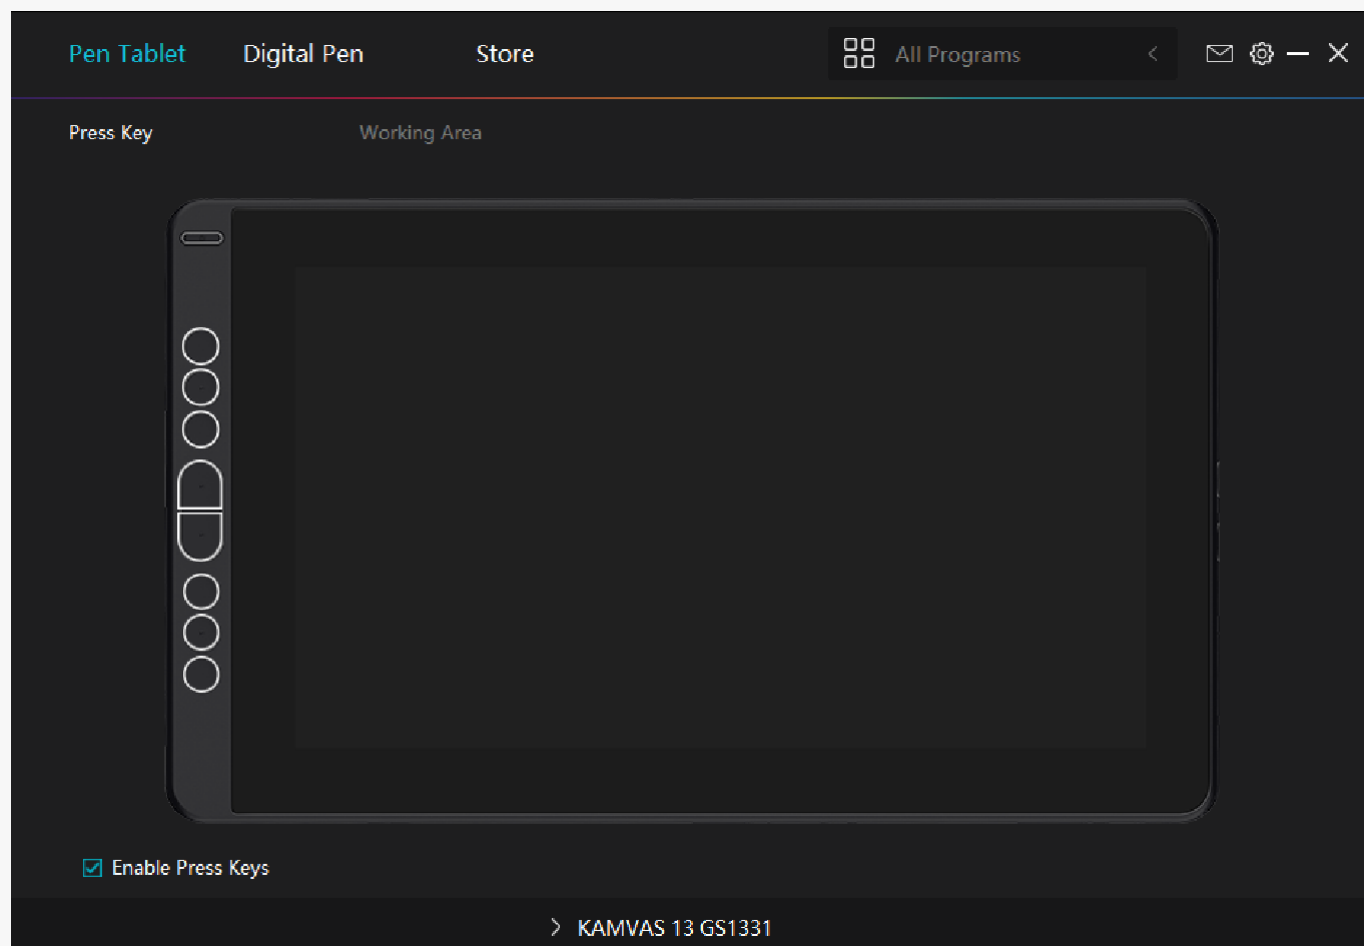 Pen Tablet Digital Pen Store All Programs
Press Key Working Area
Enable Press Keys
KAMVAS 13 GS1331